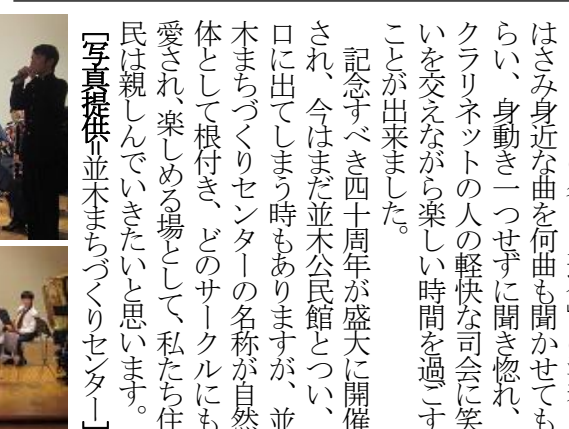 はさみ身近な曲を何曲も聞かせても
らい、身動き一つせずに聞き惚れ、
クラリネットの人の軽快な司会に笑
いを交えながら楽しい時間を過ごす
ことが出来ました。
記念すべき四十周年が盛大に開催
され、今はまだ並木公民館とつい、
口に出てしまう時もありますが、並
木まちづくりセンターの名称が自然
体として根付き、どのサークルにも
愛され、楽しめる場として、私たち住
民は親しんでいきたいと思います。
【写真提供=並木まちづくりセンター】